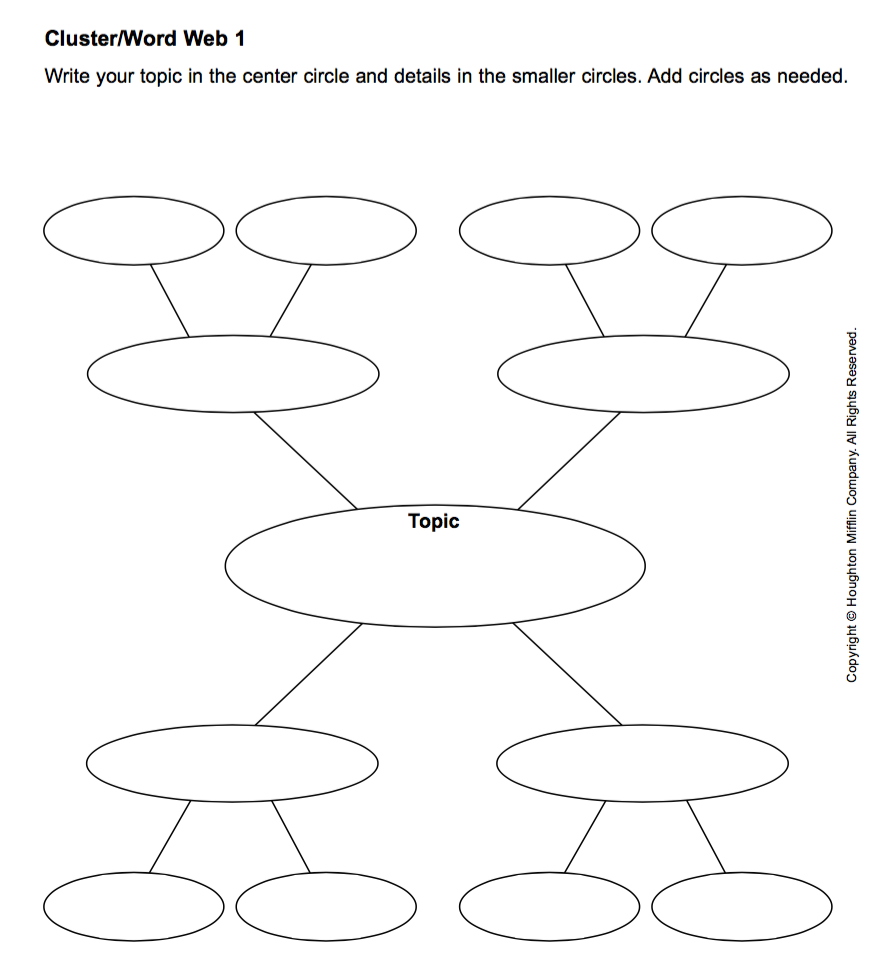 Cluster/Word Web 1
Write your topic in the center circle and details in the smaller circles. Add circles as needed.
Topic
Copyright © Houghton Mifflin Company. All Rights Reserved.